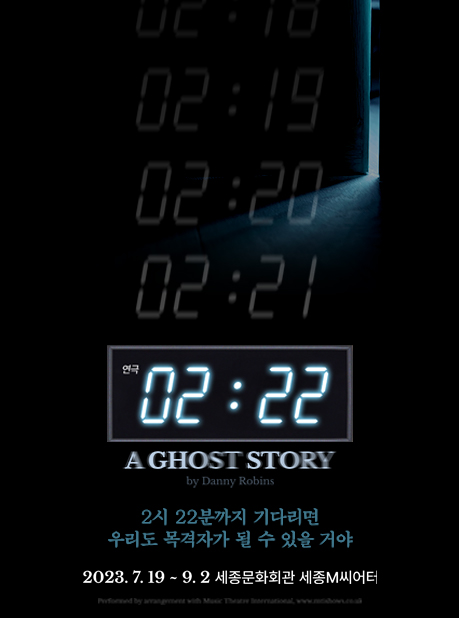 02:18
02:19
02:20
02:21
연극
02:22
A GHOST STORY
by Danny Robins
2시 22분까지 기다리면
우리도 목격자가 될 수 있을 거야
2023. 7. 19 ~ 9. 2 세종문화회관 세종M씨어터
Performed by arrangement with Music Theatre International, www.mtishows.co.uk